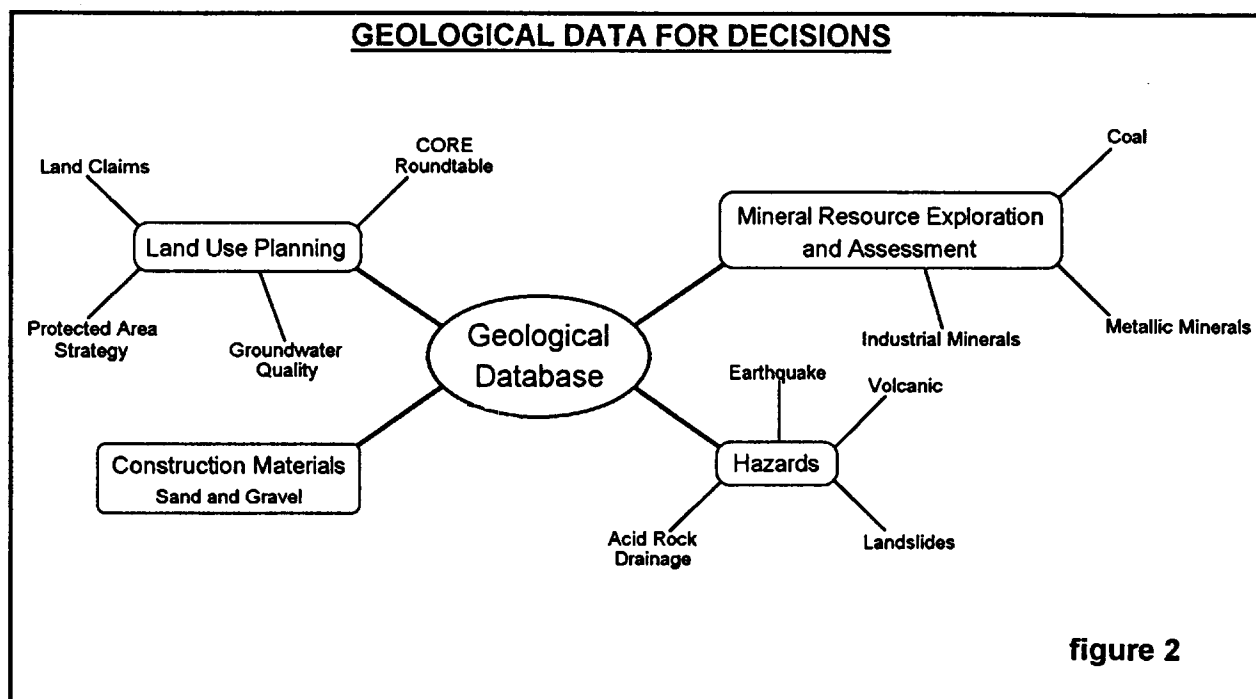 GEOLOGICAL DATA FOR DECISIONS
Land Claims
CORE
Roundtable
Land Use Planning
Protected Area
Strategy
Groundwater
Quality
Coal
Mineral Resource Exploration
and Assessment
Industrial Minerals
Metallic Minerals
Geological
Database
Construction Materials
Sand and Gravel
Earthquake
Volcanic
Hazards
Acid Rock
Drainage
Landslides
figure 2